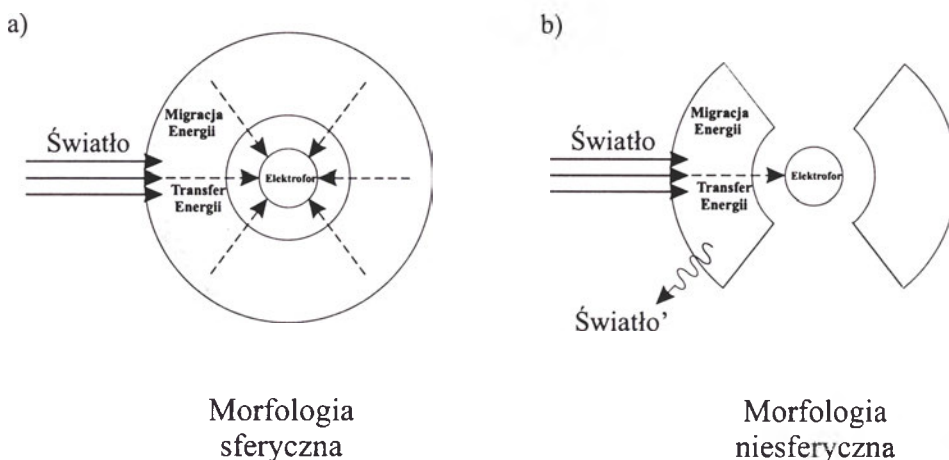 a)
Migracja
Energii
Światło
Elektrofor
Transfer
Energii
Morfologia
sferyczna
b)
Migracja
Energii
Światło
Elektrofor
Transfer
Energii
Światło’
Morfologia
niesferyczna